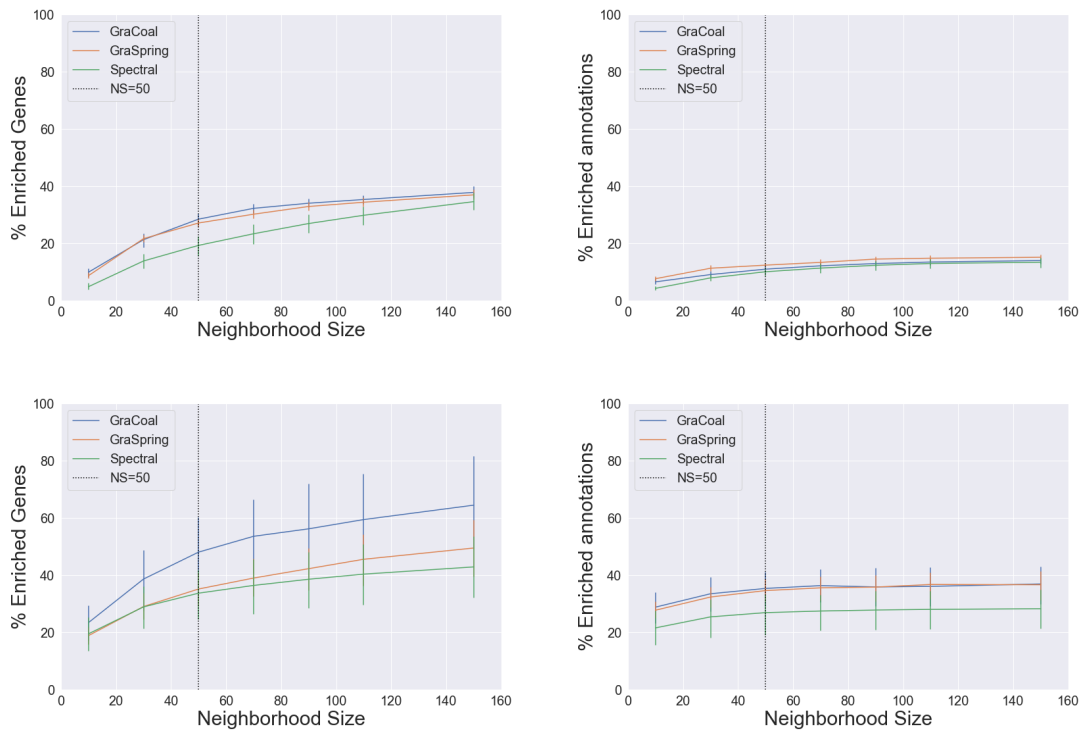 100
80
60
40
20
0
% Enriched Genes
GraCoal
GraSpring
Spectral
NS=50
0 20 40 60 80 100 120 140 160
Neighborhood Size
100
80
60
40
20
0
% Enriched annotations
GraCoal
GraSpring
Spectral
NS=50
0 20 40 60 80 100 120 140 160
Neighborhood Size
100
80
60
40
20
0
% Enriched Genes
GraCoal
GraSpring
Spectral
NS=50
0 20 40 60 80 100 120 140 160
Neighborhood Size
100
80
60
40
20
0
% Enriched annotations
GraCoal
GraSpring
Spectral
NS=50
0 20 40 60 80 100 120 140 160
Neighborhood Size